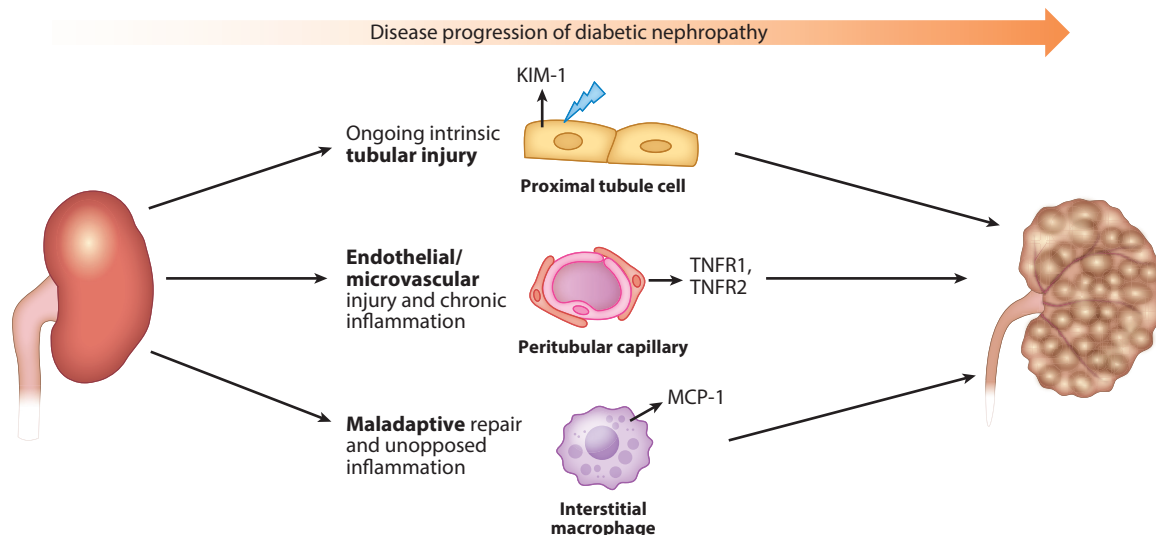 Disease progression of diabetic nephropathy
KIM-1
Ongoing intrinsic
tubular injury
Proximal tubule cell
Endothelial/
microvascular
injury and chronic
inflammation
TNFR1,
TNFR2
Peritubular capillary
Maladaptive repair
and unopposed
inflammation
MCP-1
Interstitial
macrophage